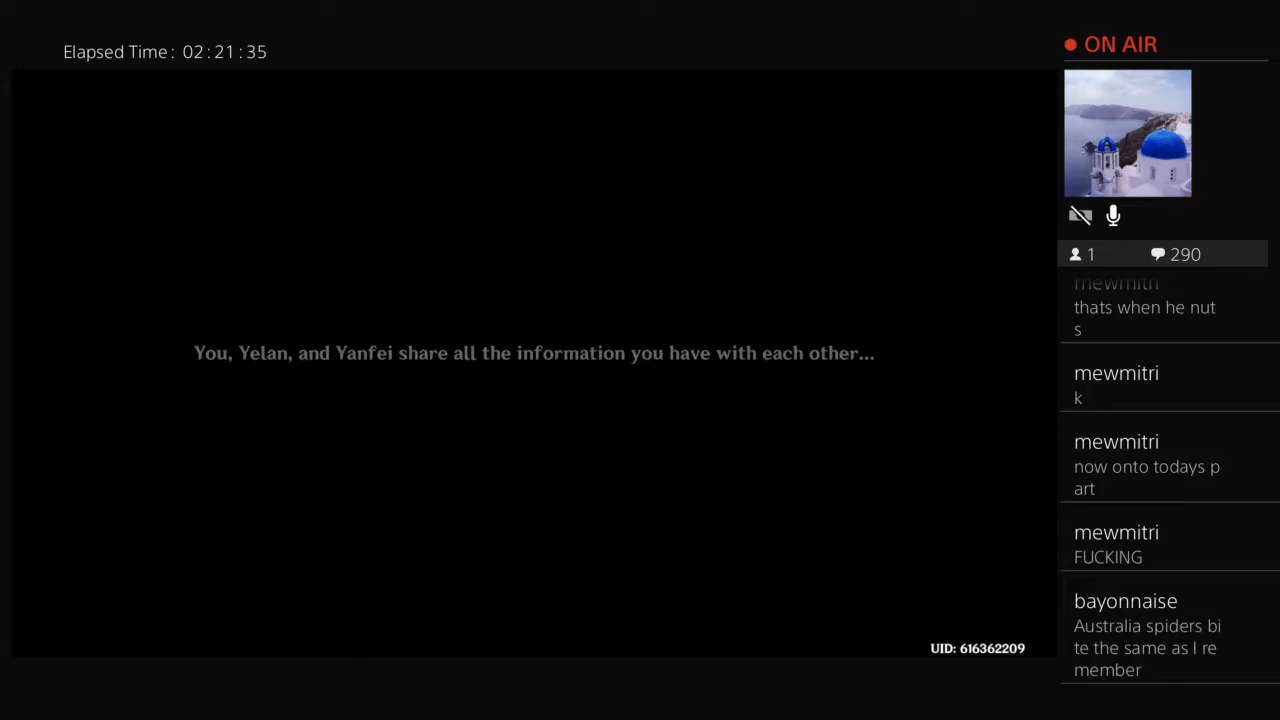 Elapsed Time: 02:21:35
ON AIR
1 290
mewmitri
thats when he nut
s
mewmitri
k
mewmitri
now onto todays p
art
mewmitri
FUCKING
bayonnaise
Australia spiders bi
te the same as I re
member
You, Yelan, and Yanfei share all the information you have with each other...
UID: 616362209